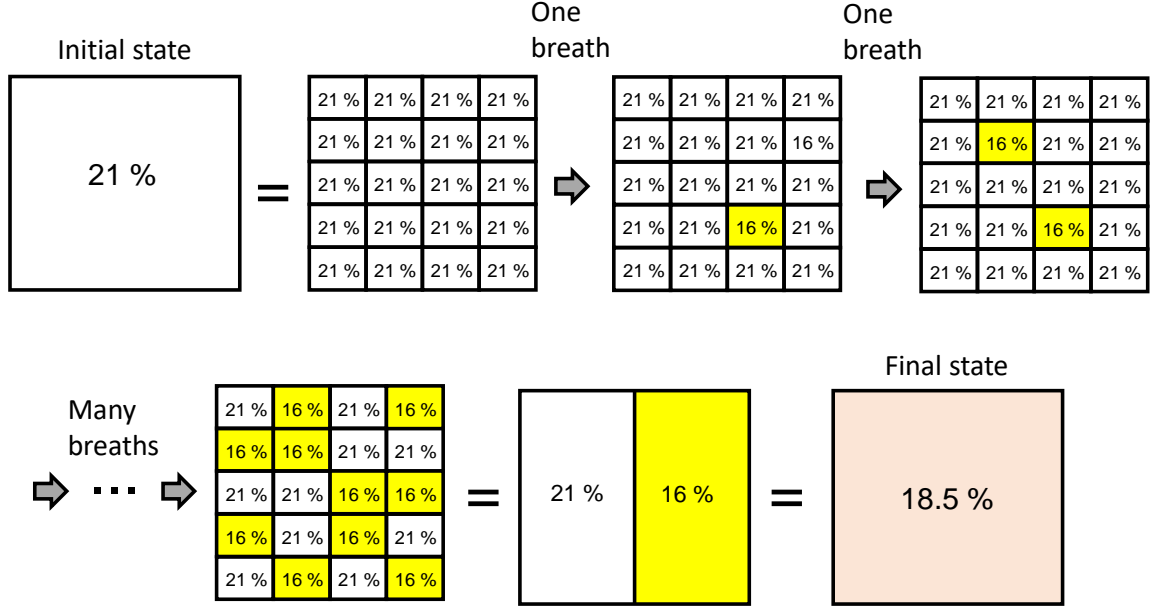 One
breath
One
breath
Initial state
21 %
=
21 % 21 % 21 % 21 %
21 % 21 % 21 % 21 %
21 % 21 % 21 % 21 %
21 % 21 % 21 % 21 %
21 % 21 % 21 % 21 %
21 % 21 % 21 % 21 %
21 % 21 % 21 % 16 %
21 % 21 % 21 % 21 %
21 % 21 % 16 % 21 %
21 % 21 % 21 % 21 %
21 % 21 % 21 % 21 %
21 % 16 % 21 % 21 %
21 % 21 % 21 % 21 %
21 % 21 % 16 % 21 %
21 % 21 % 21 % 21 %
Many
breaths
...
21 % 16 % 21 % 16 %
16 % 16 % 21 % 21 %
21 % 21 % 16 % 16 %
16 % 21 % 16 % 21 %
21 % 16 % 21 % 16 %
=
21 % 16 %
=
Final state
18.5 %